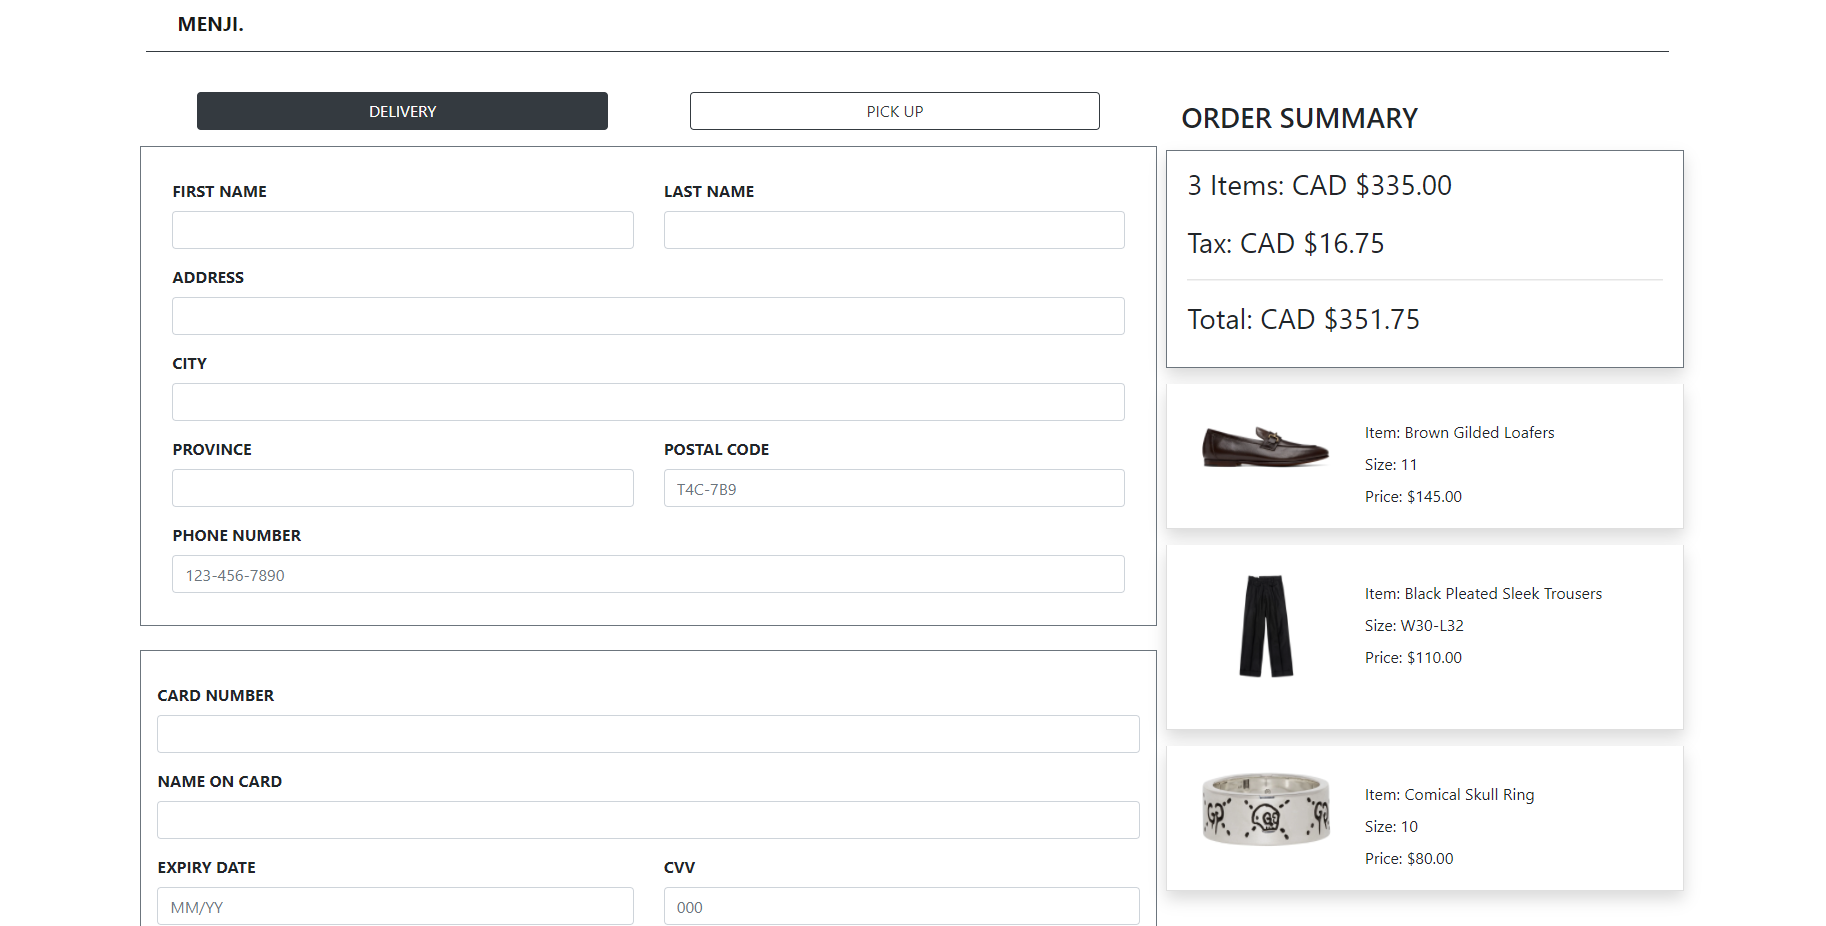 MENJI.
DELIVERY
PICK UP
FIRST NAME
LAST NAME
ADDRESS
CITY
PROVINCE
POSTAL CODE
T4C-7B9
PHONE NUMBER
123-456-7890
CARD NUMBER
NAME ON CARD
EXPIRY DATE
CVV
MM/YY
000
ORDER SUMMARY
3 Items: CAD $335.00
Tax: CAD $16.75
Total: CAD $351.75
Item: Brown Gilded Loafers
Size: 11
Price: $145.00
Item: Black Pleated Sleek Trousers
Size: W30-L32
Price: $110.00
Item: Comical Skull Ring
Size: 10
Price: $80.00